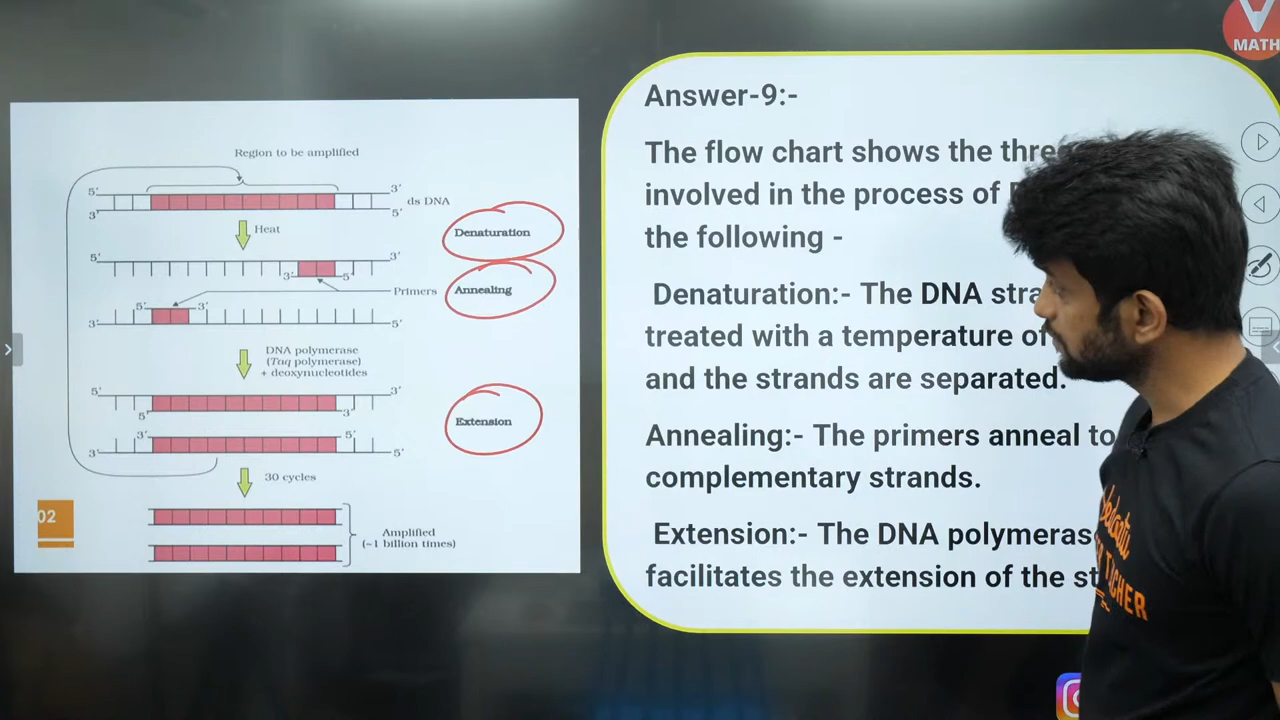 MATH
Region to be amplified
5' 3'
3' 5'
ds DNA
Heat
Denaturation
5' 3'
3' 5'
Primers
Annealing
5' 3'
3' 5'
DNA polymerase
(Taq polymerase)
+ deoxynucleotides
5' 3'
5' 3'
Extension
3' 5'
3' 5'
30 cycles
02
Amplified
(~1 billion times)
Answer-9:-
The flow chart shows the
involved in the process of
the following -
Denaturation:- The DNA
treated with a temperature of
and the strands are separated.
Annealing:- The primers anneal to
complementary strands.
Extension:- The DNA
facilitates the extension of the